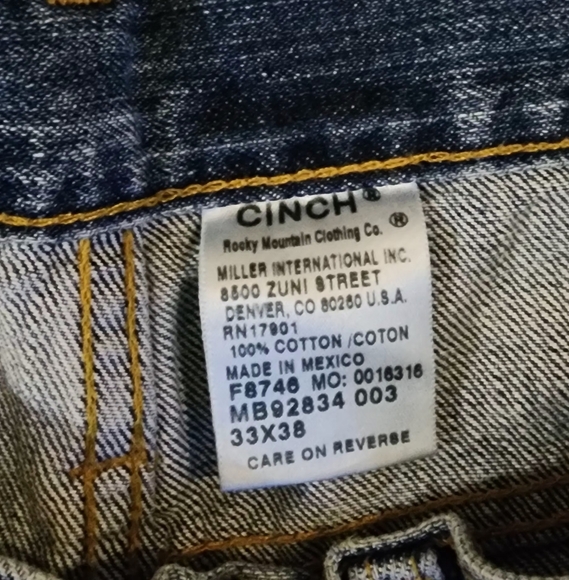 CINCH®
Rocky Mountain Clothing Co. ®
MILLER INTERNATIONAL INC.
8500 ZUNI STREET
DENVER, CO 80260 U.S.A.
RN17901
100% COTTON /COTON
MADE IN MEXICO
F8746 MO: 0016316
MB92834 003
33X38
CARE ON REVERSE